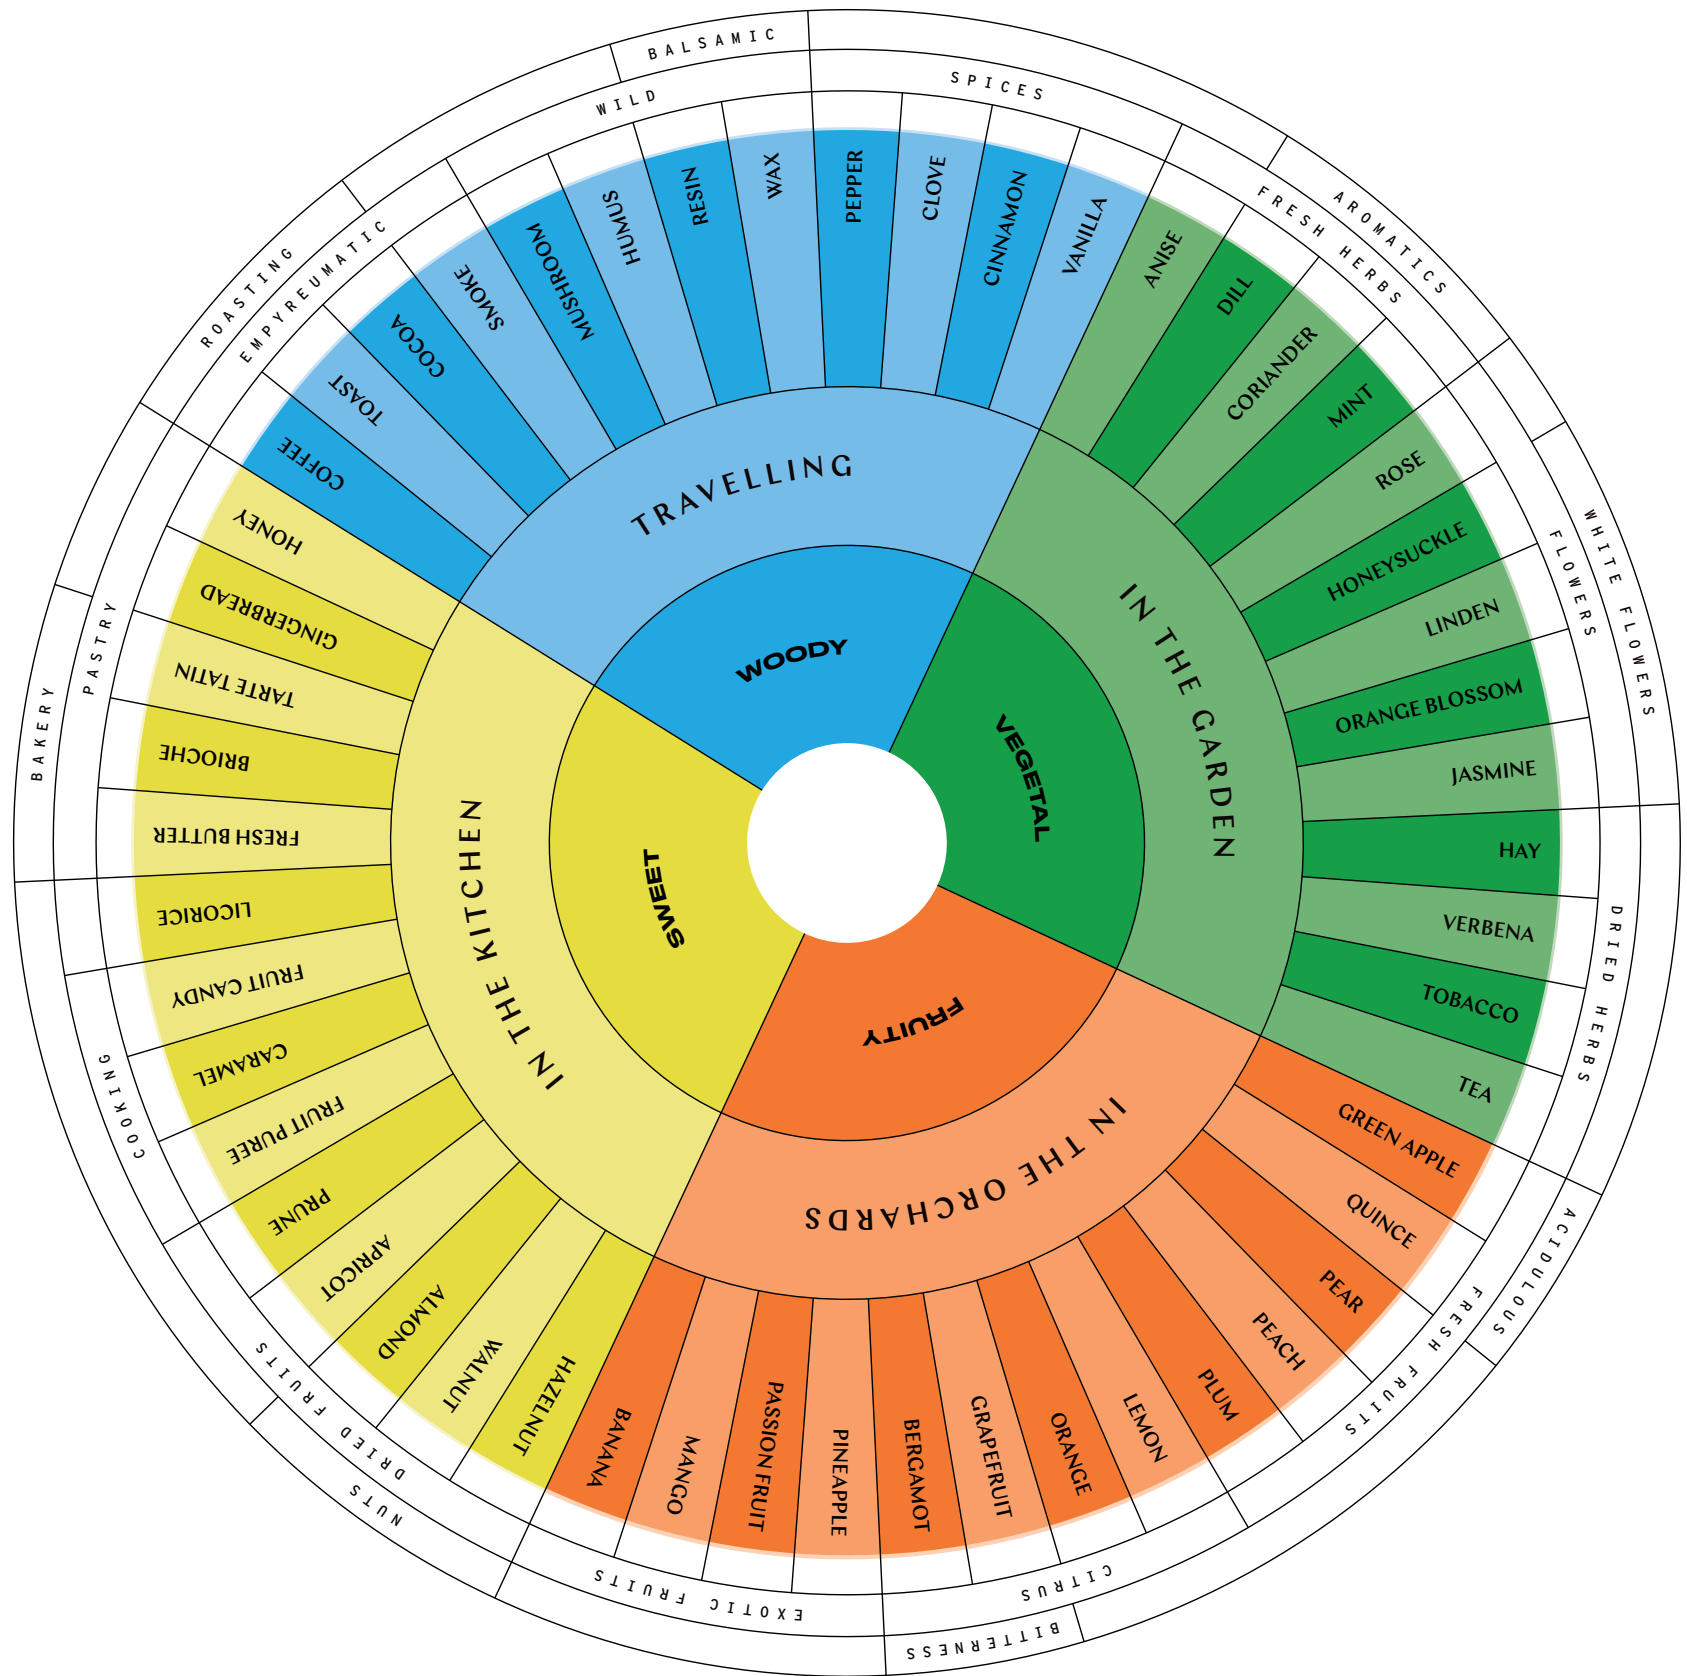 WOODY
VEGETAL
FRUITY
SWEET
TRAVELLING
IN THE GARDEN
IN THE ORCHARDS
IN THE KITCHEN
COFFEE
TOAST
COCOA
SMOKE
MUSHROOM
HUMUS
RESIN
WAX
PEPPER
CLOVE
CINNAMON
VANILLA
ANISE
DILL
CORIANDER
MINT
ROSE
HONEYSUCKLE
LINDEN
ORANGE BLOSSOM
JASMINE
HAY
VERBENA
TOBACCO
TEA
GREEN APPLE
QUINCE
PEAR
PEACH
PLUM
LEMON
ORANGE
GRAPEFRUIT
BERGAMOT
PINEAPPLE
PASSION FRUIT
MANGO
BANANA
HAZELNUT
WALNUT
ALMOND
APRICOT
PRUNE
FRUIT PUREE
CARAMEL
FRUIT CANDY
LICORICE
FRESH BUTTER
BRIOCHE
TARTE TATIN
GINGERBREAD
HONEY
EMPYREUMATIC
WILD
SPICES
FRESH HERBS
FLOWERS
DRIED HERBS
FRESH FRUITS
CITRUS
EXOTIC FRUITS
DRIED FRUITS
COOKING
PASTRY
ROASTING
BALSAMIC
AROMATICS
WHITE FLOWERS
ACIDULOUS
BITTERNESS
NUTS
BAKERY